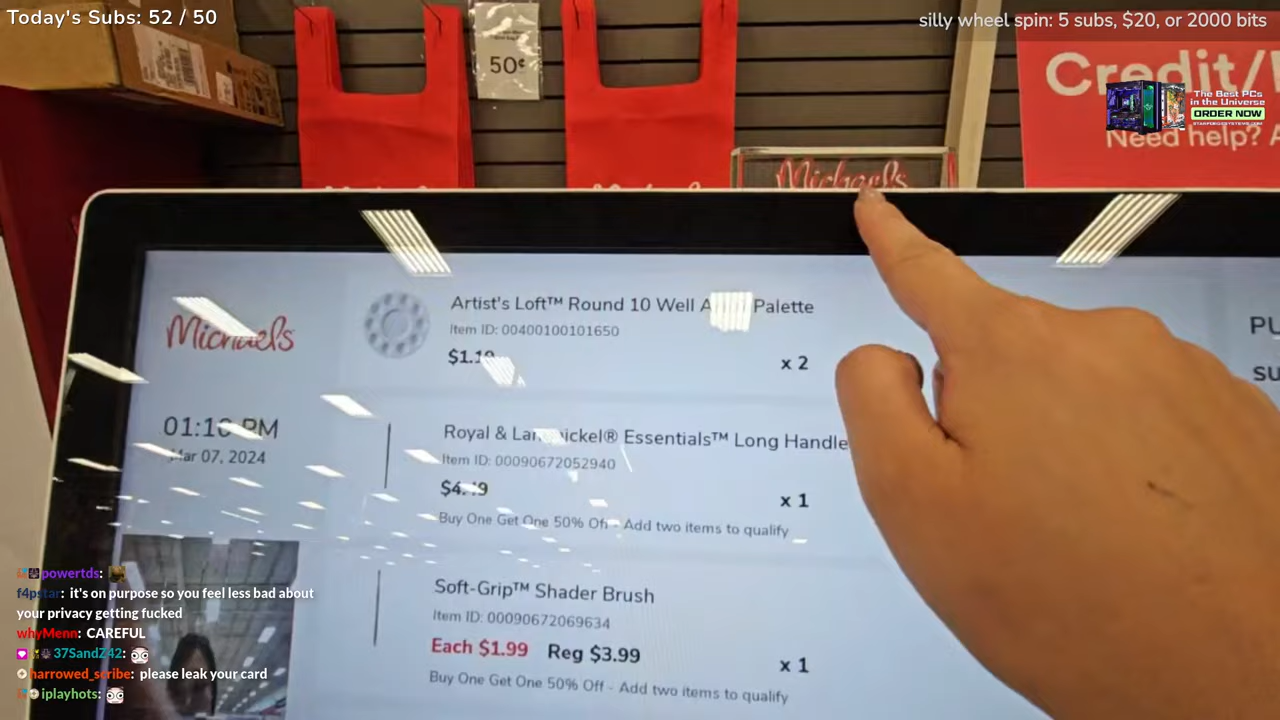 Today's Subs: 52 / 50
silly wheel spin: 5 subs, $20, or 2000 bits
50¢
Credit/
Need help?
The Best PCs
in the Universe
ORDER NOW
Michaels
Artist's Loft™ Round 10 Well Palette
Item ID: 00400100101650
x 2
Michaels
PM
Mar 07, 2024
Royal & Essentials™ Long Handle
Item ID: 00090672052940
x 1
Buy One Get One 50% Off - Add two items to qualify
Soft-Grip™ Shader Brush
Item ID: 00090672069634
Each $1.99 Reg $3.99
x 1
Buy One Get One 50% Off - Add two items to qualify
powertds:
f4pstar: it's on purpose so you feel less bad about
your privacy getting fucked
whyMenn: CAREFUL
37SandZ42:
harrowed_scribe: please leak your card
iplayhots: